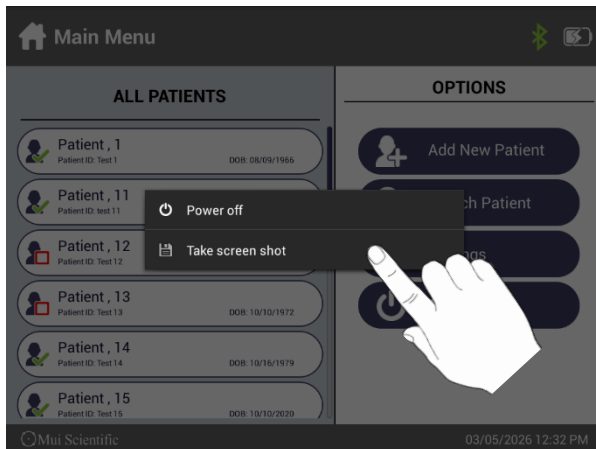 Main Menu
ALL PATIENTS
OPTIONS
Patient , 1
Patient ID: Test 1
DOB: 08/09/1966
Add New Patient
Patient , 11
Patient ID: test 11
ch Patient
Power off
Patient , 12
Patient ID: Test 12
Take screen shot
ngs
Patient , 13
Patient ID: Test 13
DOB: 10/10/1972
Patient , 14
Patient ID: Test 14
DOB: 10/16/1979
Patient , 15
Patient ID: Test 15
DOB: 10/10/2020
Mui Scientific
03/05/2026 12:32 PM